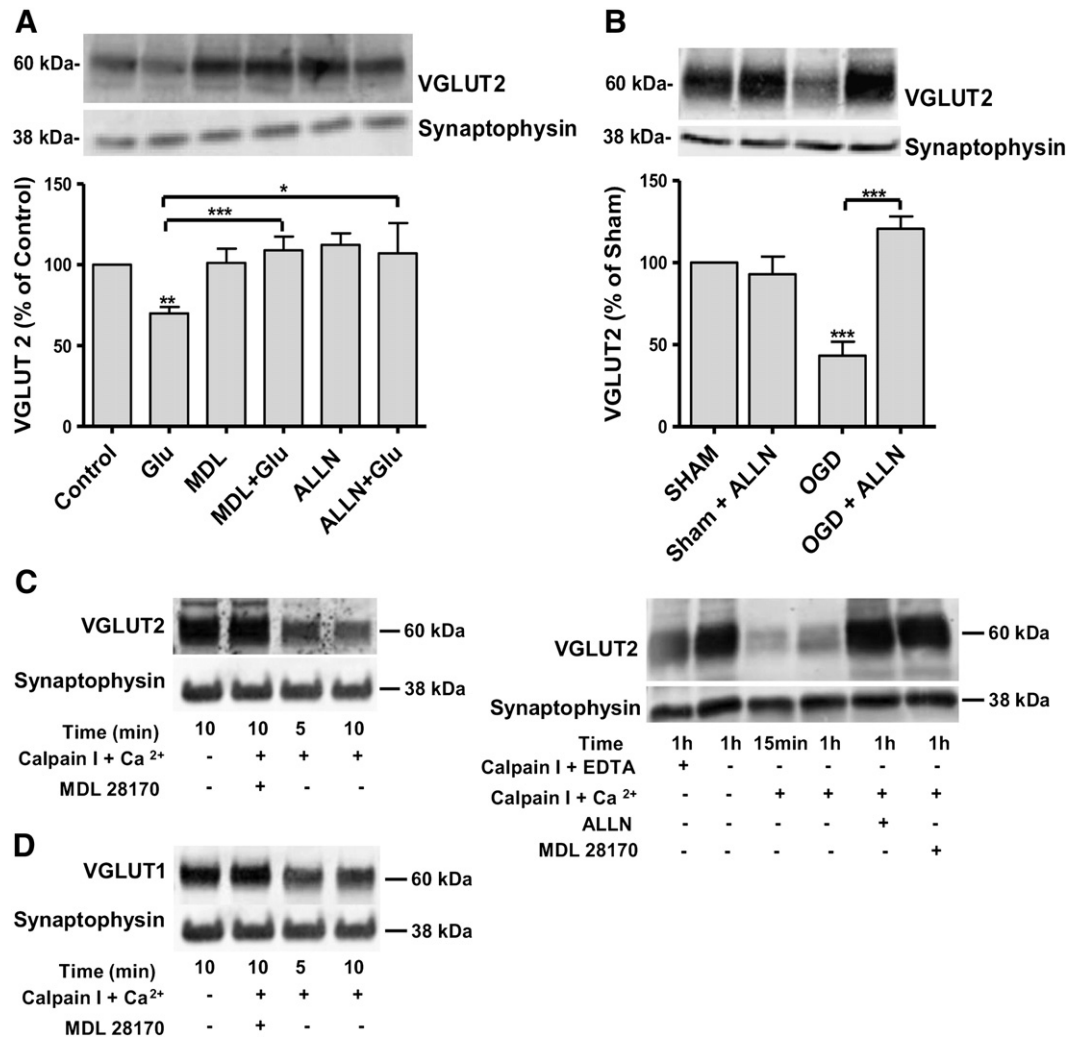 A
60 kDa-
VGLUT2
38 kDa-
Synaptophysin
VGLUT 2 (% of Control)
150
100
50
0
*
***
**
Control
Glu
MDL
MDL+Glu
ALLN
ALLN+Glu
B
60 kDa-
VGLUT2
38 kDa-
Synaptophysin
VGLUT2 (% of Sham)
150
100
50
0
***
***
SHAM
Sham + ALLN
OGD
OGD + ALLN
C
VGLUT2
60 kDa
Synaptophysin
38 kDa
Time (min) 10 10 5 10
Calpain I + Ca 2+ - + + +
MDL 28170 - + - -
VGLUT2
60 kDa
Synaptophysin
38 kDa
Time 1h 1h 15min 1h 1h 1h
Calpain I + EDTA + - - - - -
Calpain I + Ca 2+ - - + + + +
ALLN - - - - + -
MDL 28170 - - - - - +
D
VGLUT1
60 kDa
Synaptophysin
38 kDa
Time (min) 10 10 5 10
Calpain I + Ca2+ - + + +
MDL 28170 - + - -